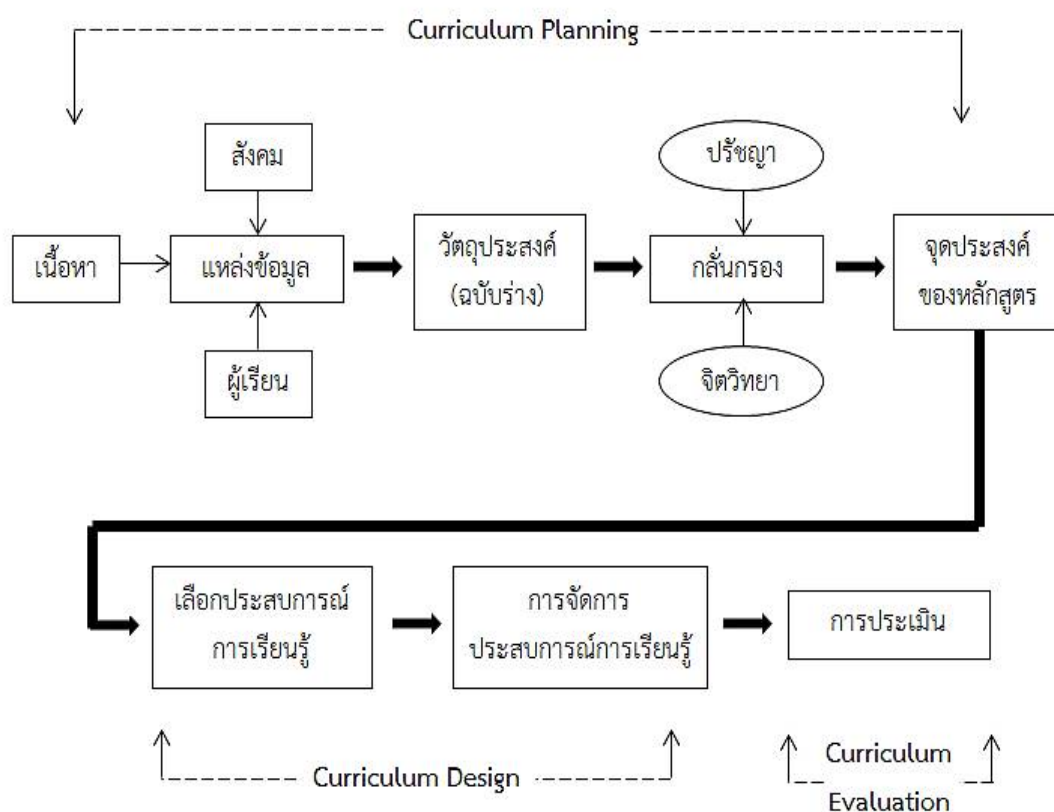 Curriculum Planning
สังคม
ปรัชญา
เนื้อหา
แหล่งข้อมูล
วัตถุประสงค์
(ฉบับร่าง)
กลั่นกรอง
จุดประสงค์
ของหลักสูตร
ผู้เรียน
จิตวิทยา
เลือกประสบการณ์
การเรียนรู้
การจัดการ
ประสบการณ์การเรียนรู้
การประเมิน
Curriculum Design
Curriculum
Evaluation